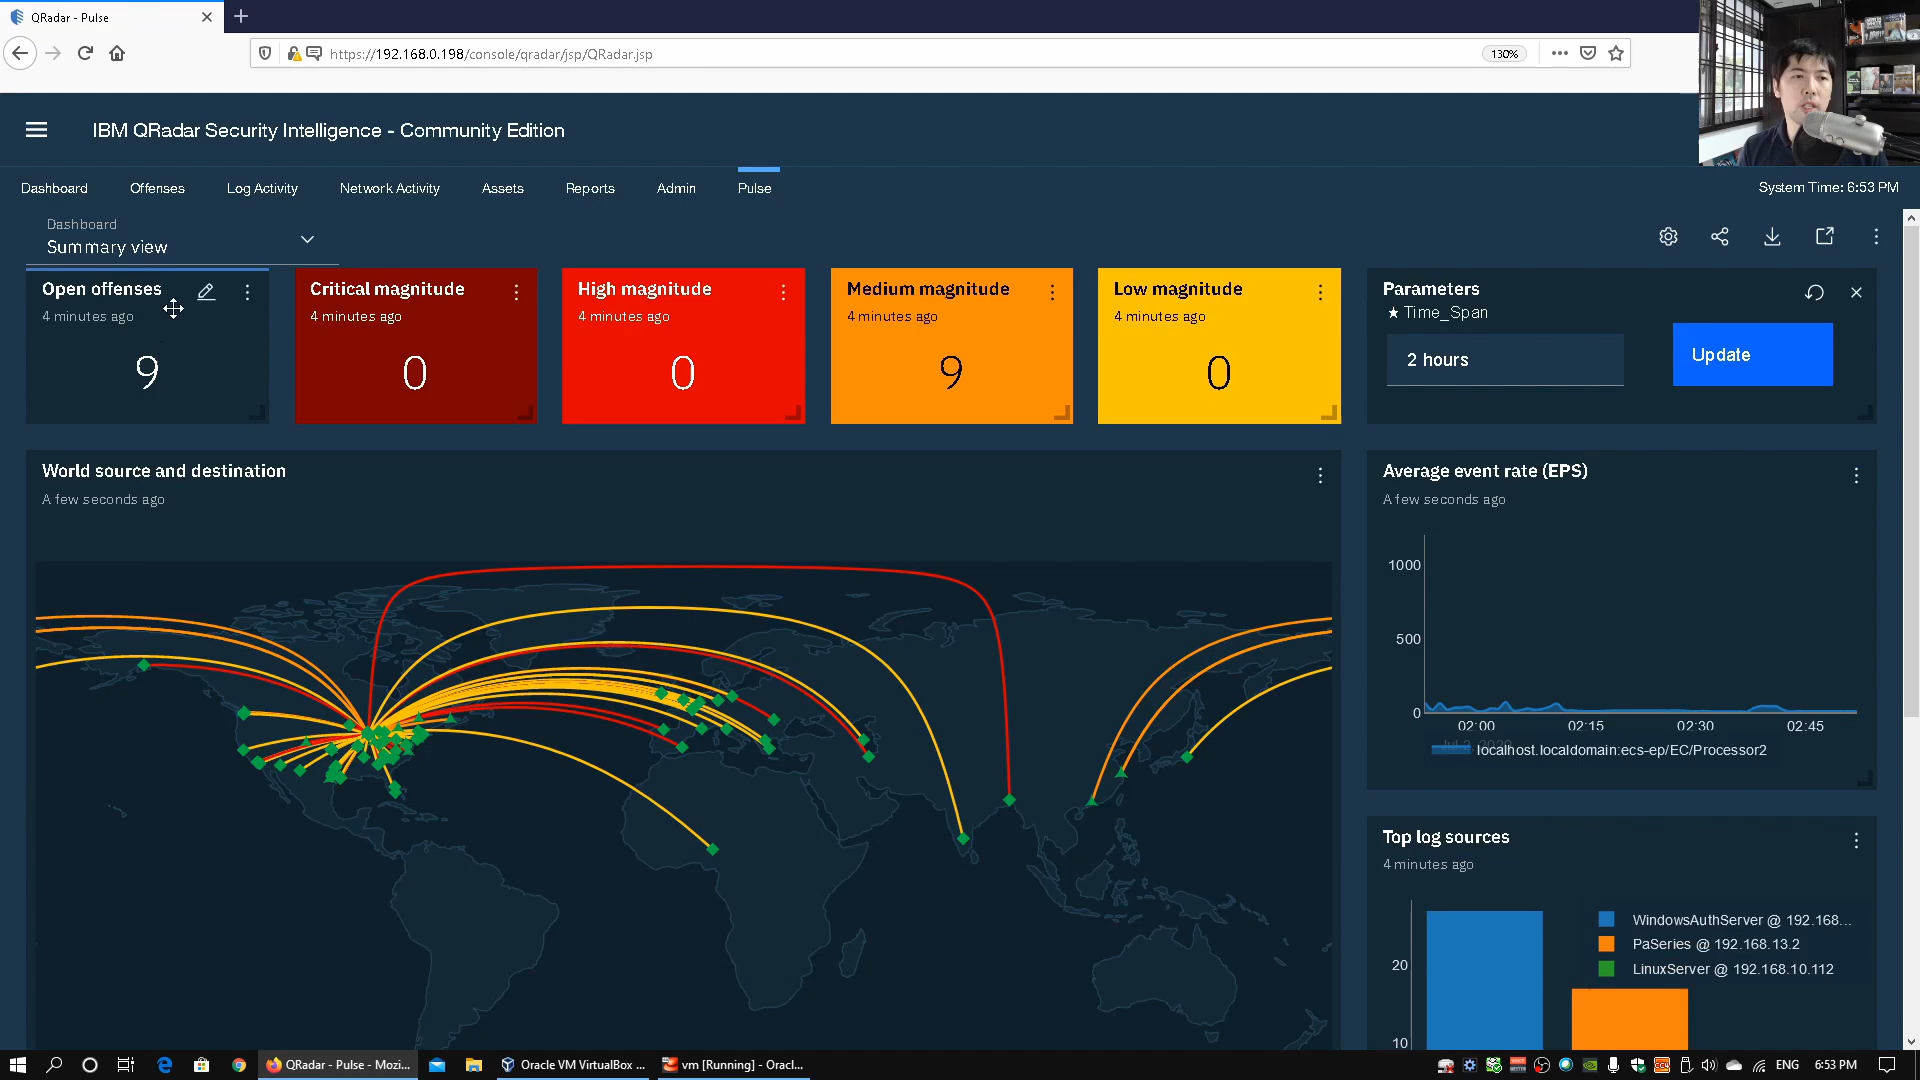 QRadar - Pulse
https://192.168.0.198/console/qradar/jsp/QRadar.jsp
130%
IBM QRadar Security Intelligence - Community Edition
Dashboard
Offenses
Log Activity
Network Activity
Assets
Reports
Admin
Pulse
System Time: 6:53 PM
Dashboard
Summary view
Open offenses
4 minutes ago
9
Critical magnitude
4 minutes ago
0
High magnitude
4 minutes ago
0
Medium magnitude
4 minutes ago
9
Low magnitude
4 minutes ago
0
Parameters
★ Time_Span
2 hours
Update
World source and destination
A few seconds ago
Average event rate (EPS)
A few seconds ago
1000
500
0
02:00
02:15
02:30
02:45
localhost.localdomain:ecs-ep/EC/Processor2
Top log sources
4 minutes ago
20
10
WindowsAuthServer @ 192.168...
PaSeries @ 192.168.13.2
LinuxServer @ 192.168.10.112
QRadar - Pulse - Mozi...
Oracle VM VirtualBox ...
vm [Running] - Oracl...
ENG
6:53 PM